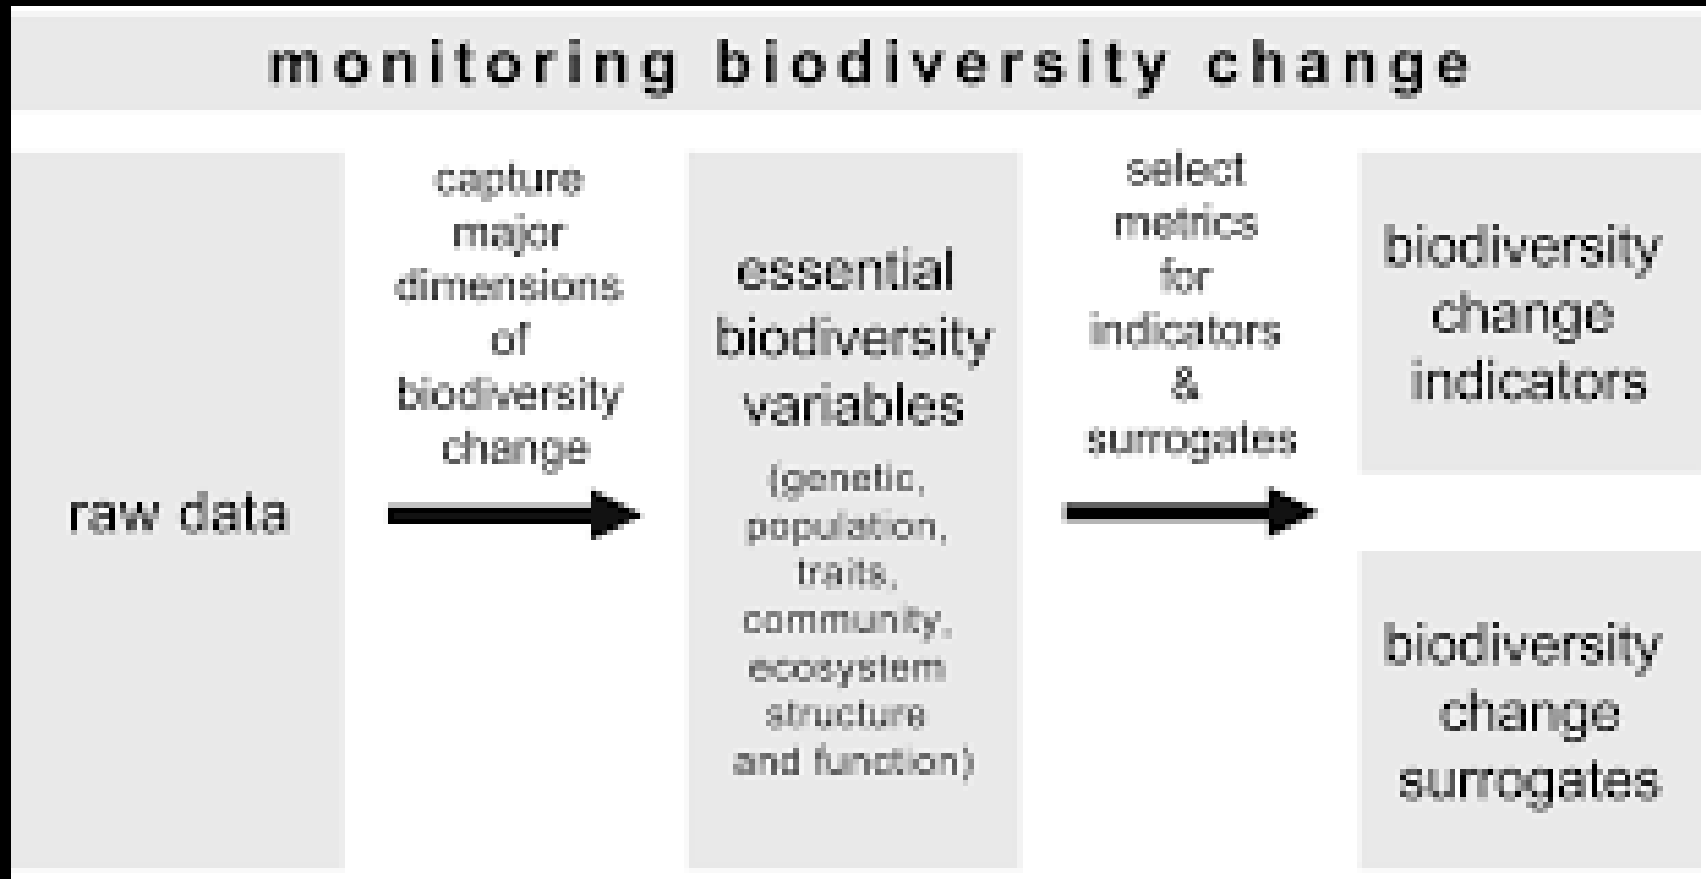 monitoring biodiversity change
raw data
capture
major
dimensions
of
biodiversity
change
essential
biodiversity
variables
(genetic,
population,
traits,
community,
ecosystem
structure
and function)
select
metrics
for
indicators
&
surrogates
biodiversity
change
indicators
biodiversity
change
surrogates